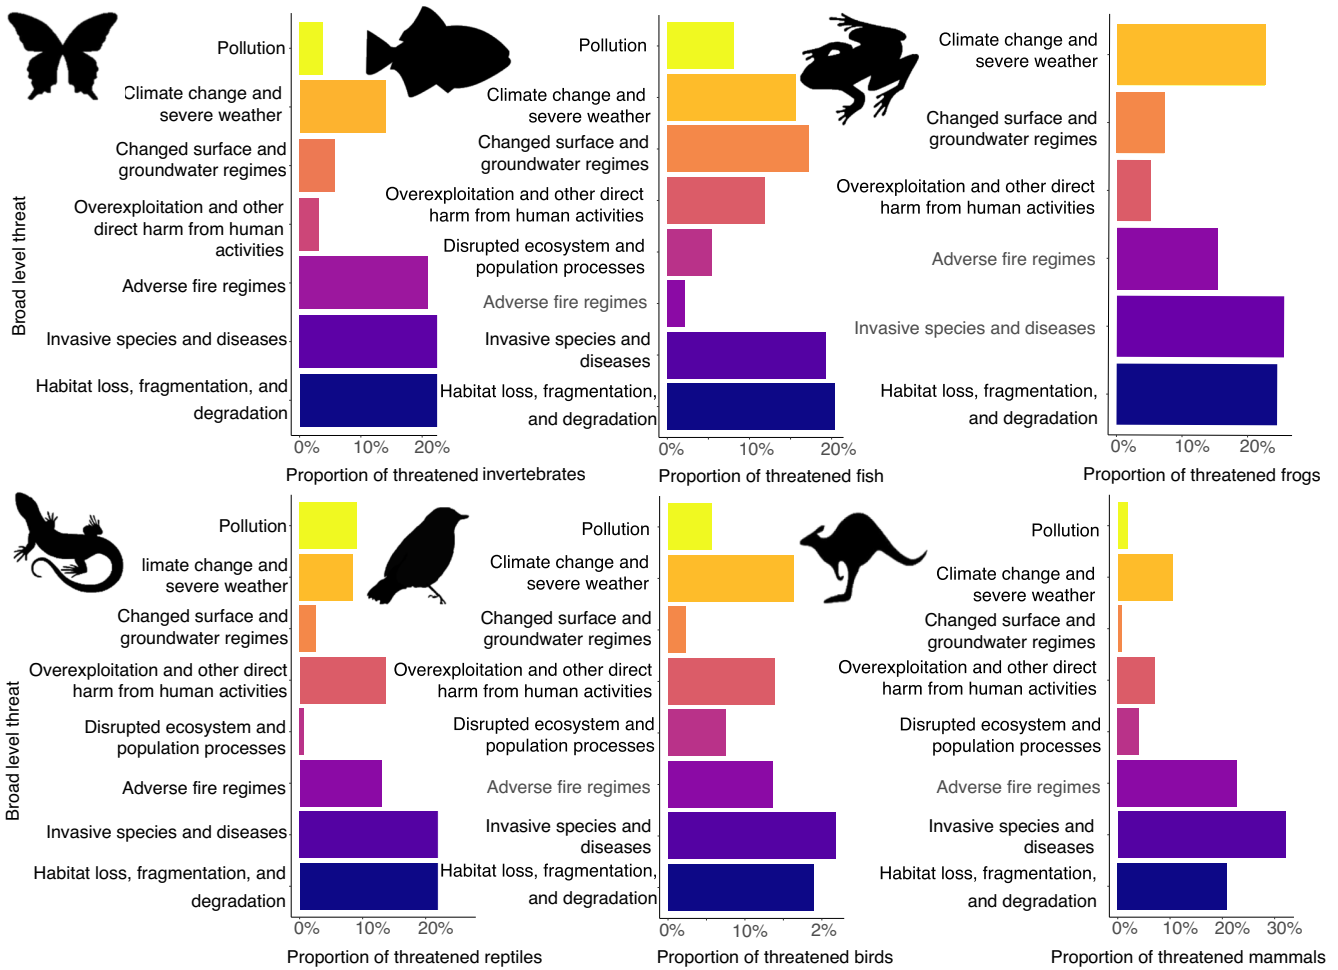 Broad level threat
Pollution
Climate change and
severe weather
Changed surface and
groundwater regimes
Overexploitation and other
direct harm from human
activities
Adverse fire regimes
Invasive species and diseases
Habitat loss, fragmentation, and
degradation
0% 10% 20%
Proportion of threatened invertebrates
Pollution
Climate change and
severe weather
Changed surface and
groundwater regimes
Overexploitation and other direct
harm from human activities
Disrupted ecosystem and
population processes
Adverse fire regimes
Invasive species and
diseases
Habitat loss, fragmentation,
and degradation
0% 10% 20%
Proportion of threatened fish
Climate change and
severe weather
Changed surface and
groundwater regimes
Overexploitation and other direct
harm from human activities
Adverse fire regimes
Invasive species and diseases
Habitat loss, fragmentation,
and degradation
0% 10% 20%
Proportion of threatened frogs
Broad level threat
Pollution
limate change and
severe weather
Changed surface and
groundwater regimes
Overexploitation and other direct
harm from human activities
Disrupted ecosystem and
population processes
Adverse fire regimes
Invasive species and diseases
Habitat loss, fragmentation, and
degradation
0% 10% 20%
Proportion of threatened reptiles
Pollution
Climate change and
severe weather
Changed surface and
groundwater regimes
Overexploitation and other direct
harm from human activities
Disrupted ecosystem and
population processes
Adverse fire regimes
Invasive species and
diseases
Habitat loss, fragmentation,
and degradation
0% 10% 2%
Proportion of threatened birds
Pollution
Climate change and
severe weather
Changed surface and
groundwater regimes
Overexploitation and other direct
harm from human activities
Disrupted ecosystem and
population processes
Adverse fire regimes
Invasive species and
diseases
Habitat loss, fragmentation,
and degradation
0% 10% 20% 30%
Proportion of threatened mammals